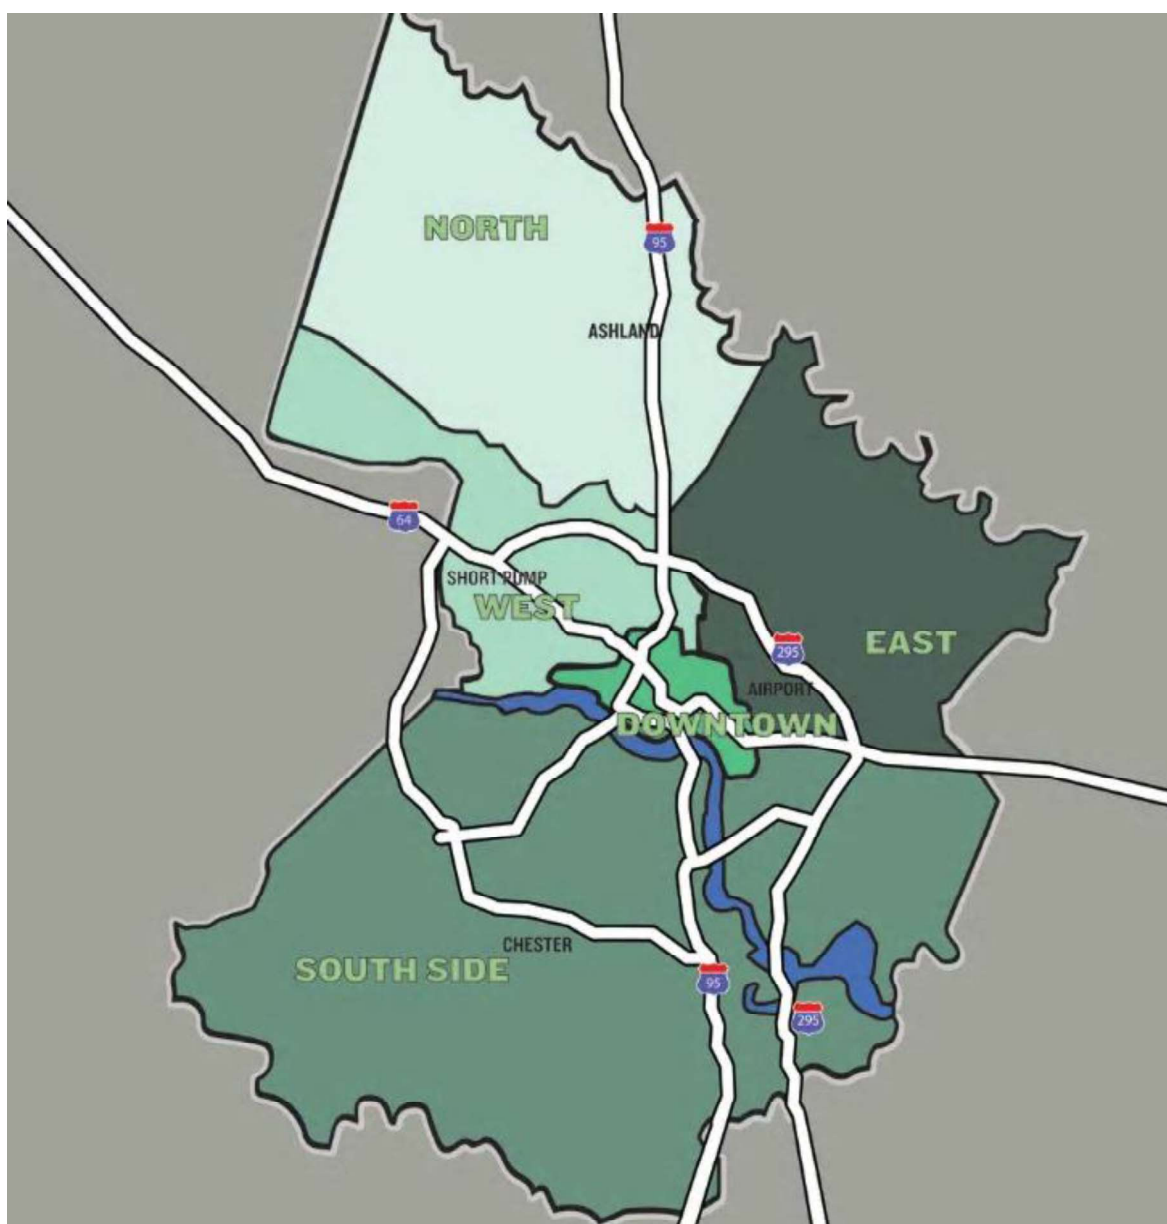 NORTH
95
ASHLAND
64
SHORT PUMP
WEST
EAST
295
AIRPORT
DOWNTOWN
CHESTER
SOUTH SIDE
95
295